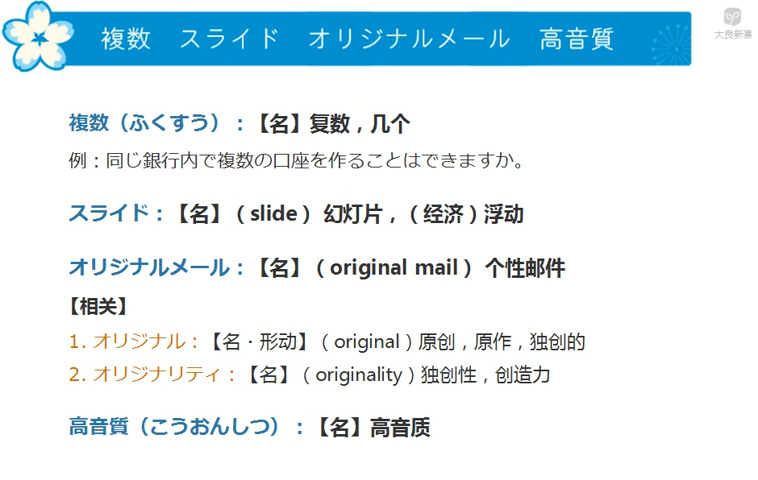 複数 スライド オリジナルメール 高音質
大良新濠
複数（ふくすう）：【名】复数，几个
例：同じ銀行内で複数の口座を作ることはできますか。
スライド：【名】（slide） 幻灯片，（经济）浮动
オリジナルメール：【名】（original mail） 个性邮件
【相关】
1. オリジナル：【名・形动】（original）原创，原作，独创的
2. オリジナリティ：【名】（originality）独创性，创造力
高音質（こうおんしつ）：【名】高音质